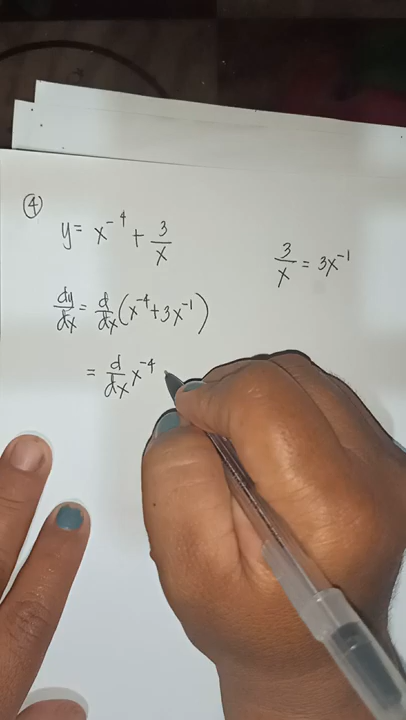 ④
y = x⁻⁴ + 3/x
3/x = 3x⁻¹
dy/dx = d/dx (x⁻⁴ + 3x⁻¹)
= d/dx x⁻⁴